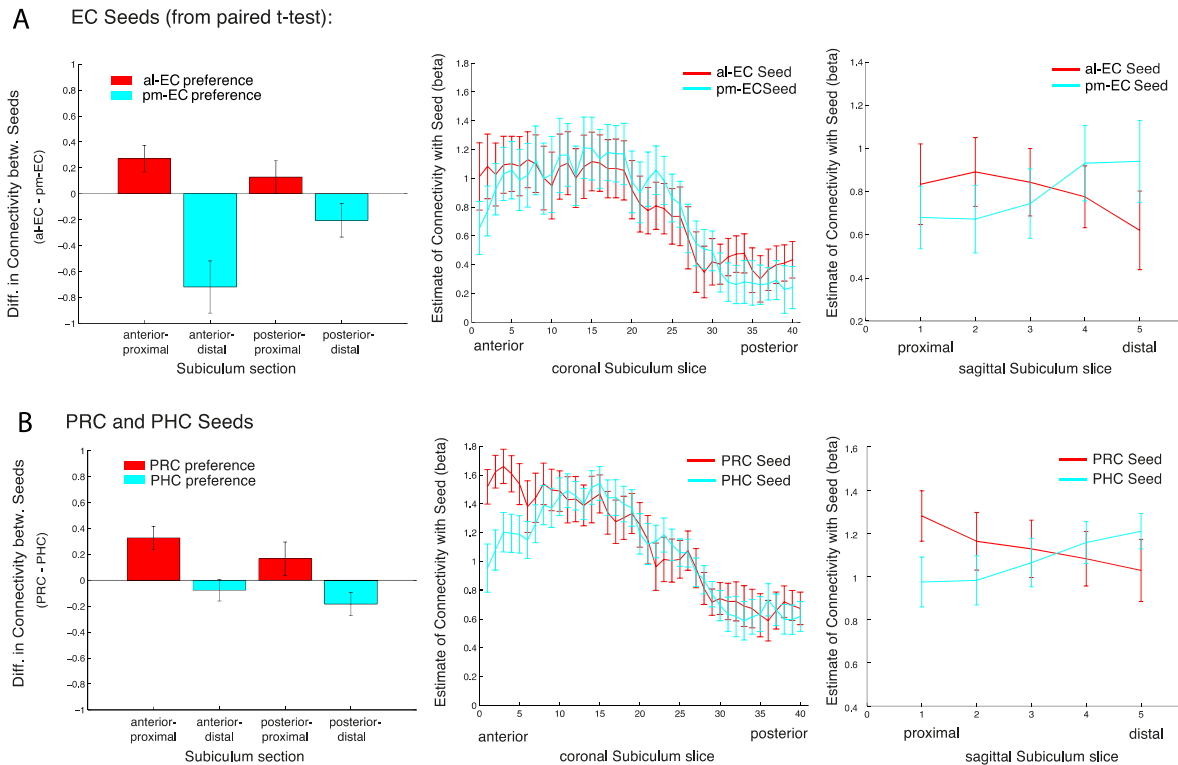 A
EC Seeds (from paired t-test):
Diff. in Connectivity betw. Seeds
(al-EC - pm-EC)
1
0.8
0.6
0.4
0.2
0
−0.2
−0.4
−0.6
−0.8
−1
al-EC preference
pm-EC preference
anterior-
proximal
anterior-
distal
posterior-
proximal
posterior-distal
Subiculum section
Estimate of Connectivity with Seed (beta)
1.8
1.6
1.4
1.2
1
0.8
0.6
0.4
0.2
0
al-EC Seed
pm-ECSeed
0 5 10 15 20 25 30 35 40
anterior posterior
coronal Subiculum slice
Estimate of Connectivity with Seed (beta)
1.4
1.2
1
0.8
0.6
0.4
0.2
al-EC Seed
pm-EC Seed
0 1 2 3 4 5
proximal distal
sagittal Subiculum slice
B
PRC and PHC Seeds
Diff. in Connectivity betw. Seeds
(PRC - PHC)
1
0.8
0.6
0.4
0.2
0
−0.2
−0.4
−0.6
−0.8
−1
PRC preference
PHC preference
anterior-
proximal
anterior-
distal
posterior-
proximal
posterior-distal
Subiculum section
Estimate of Connectivity with Seed (beta)
1.8
1.6
1.4
1.2
1
0.8
0.6
0.4
0.2
0
PRC Seed
PHC Seed
0 5 10 15 20 25 30 35 40
anterior posterior
coronal Subiculum slice
Estimate of Connectivity with Seed (beta)
1.6
1.4
1.2
1
0.8
0.6
0.4
PRC Seed
PHC Seed
0 1 2 3 4 5
proximal distal
sagittal Subiculum slice